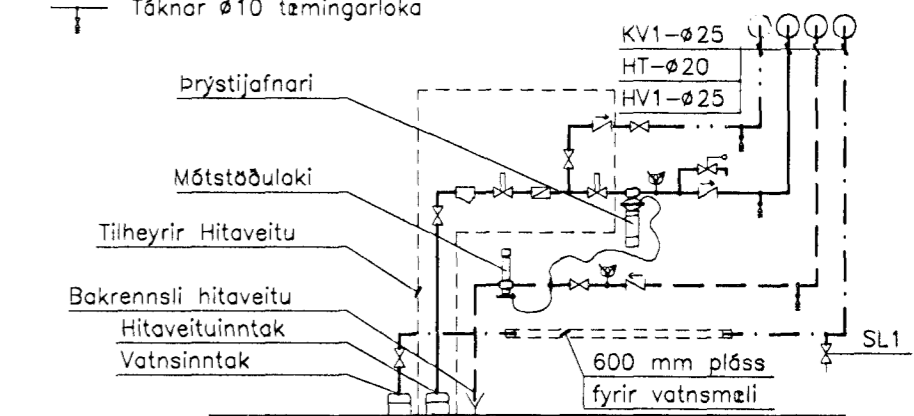 Táknar ø10 tæmingarloka
KV1-ø25
HT-ø20
HV1-ø25
Þrýstijafnari
Mótstöðulaki
Tilheyrir Hitaveitu
Bakrennsli hitaveitu
Hitaveituinntak
Vatnsinntak
600 mm pláss
fyrir vatnsmæli
SL1